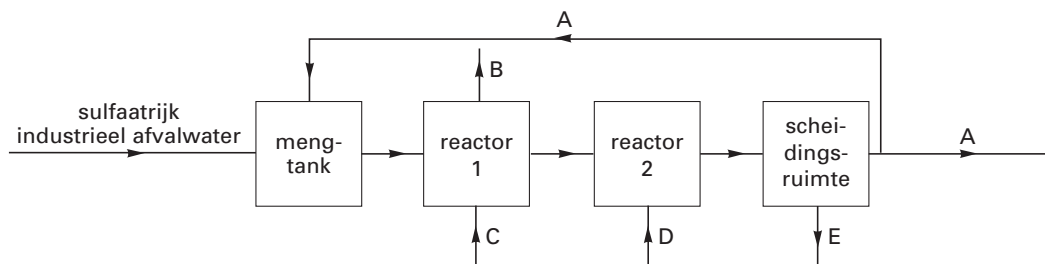 A
B
sulfaatrijk
industrieel afvalwater
meng-
tank
reactor
1
reactor
2
schei-
dings-
ruimte
A
C
D
E